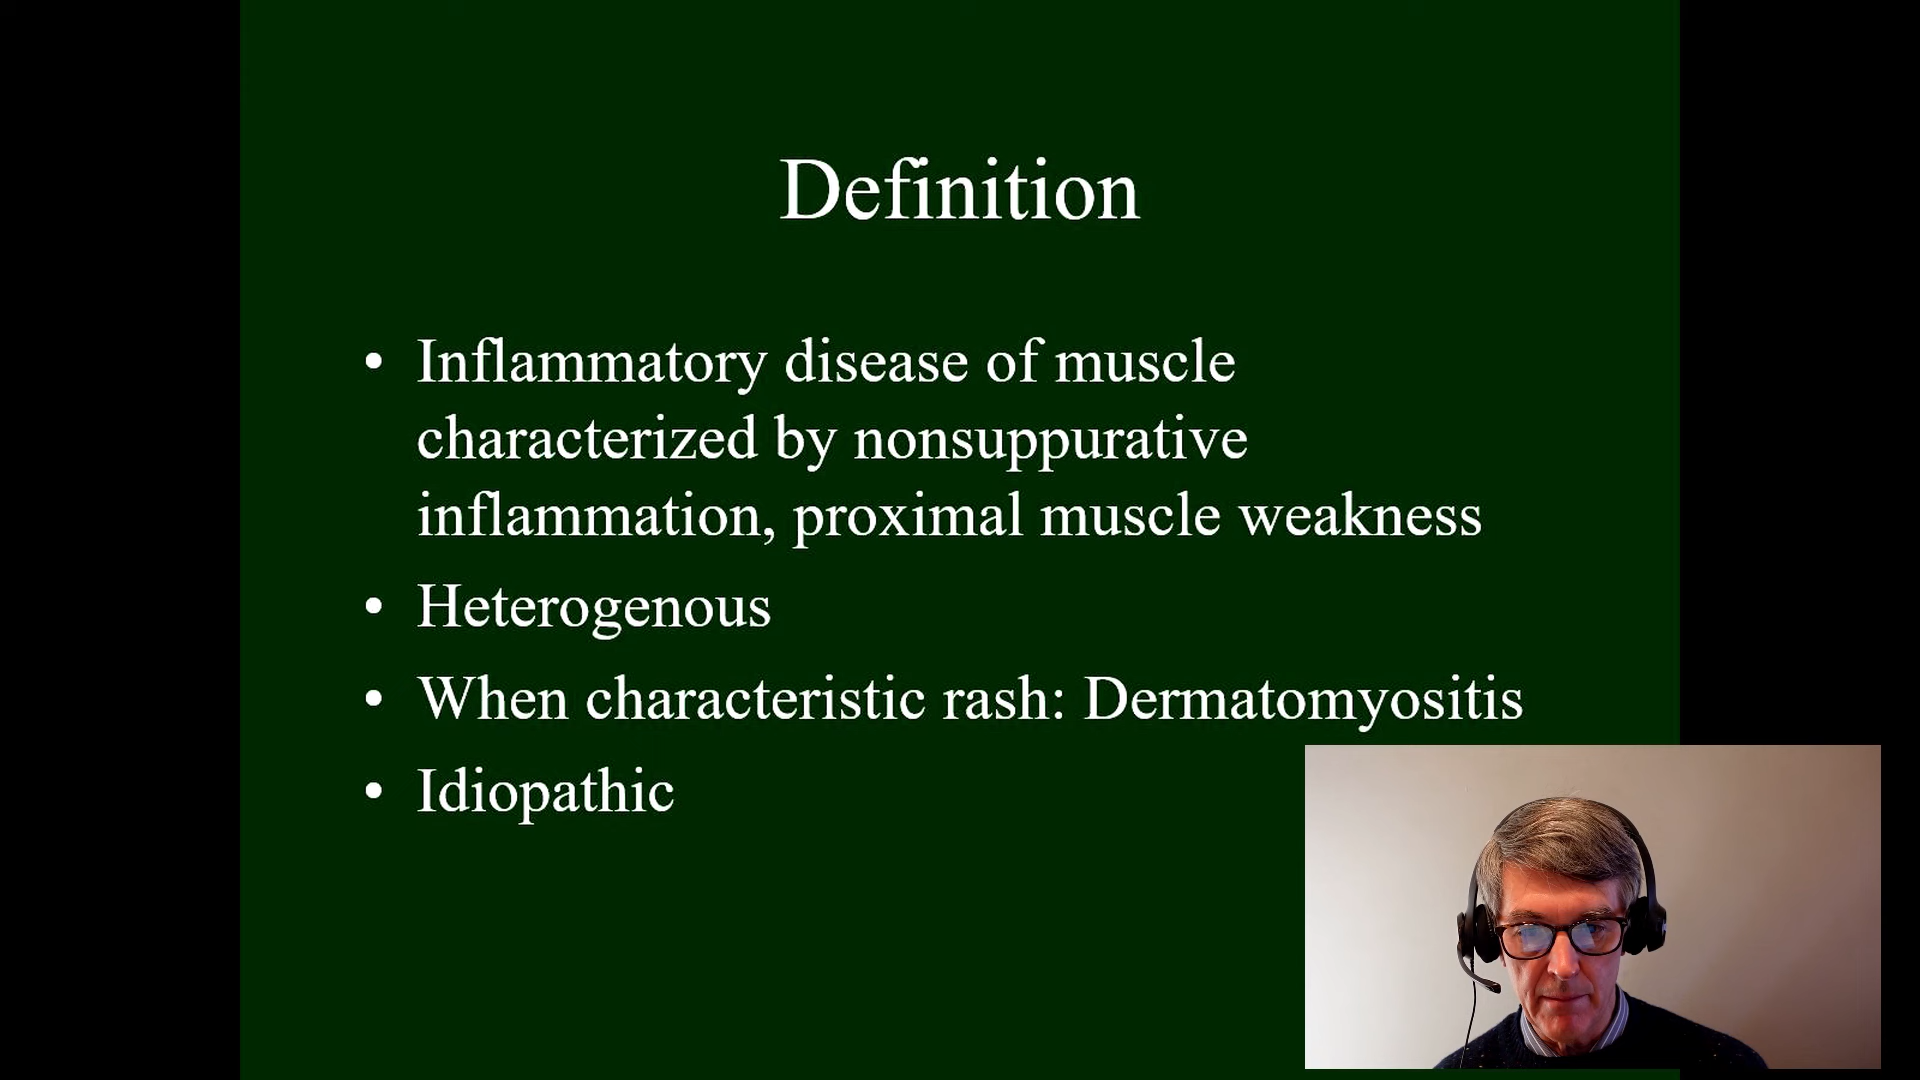 Definition
• Inflammatory disease of muscle
characterized by nonsuppurative
inflammation, proximal muscle weakness
• Heterogenous
• When characteristic rash: Dermatomyositis
• Idiopathic